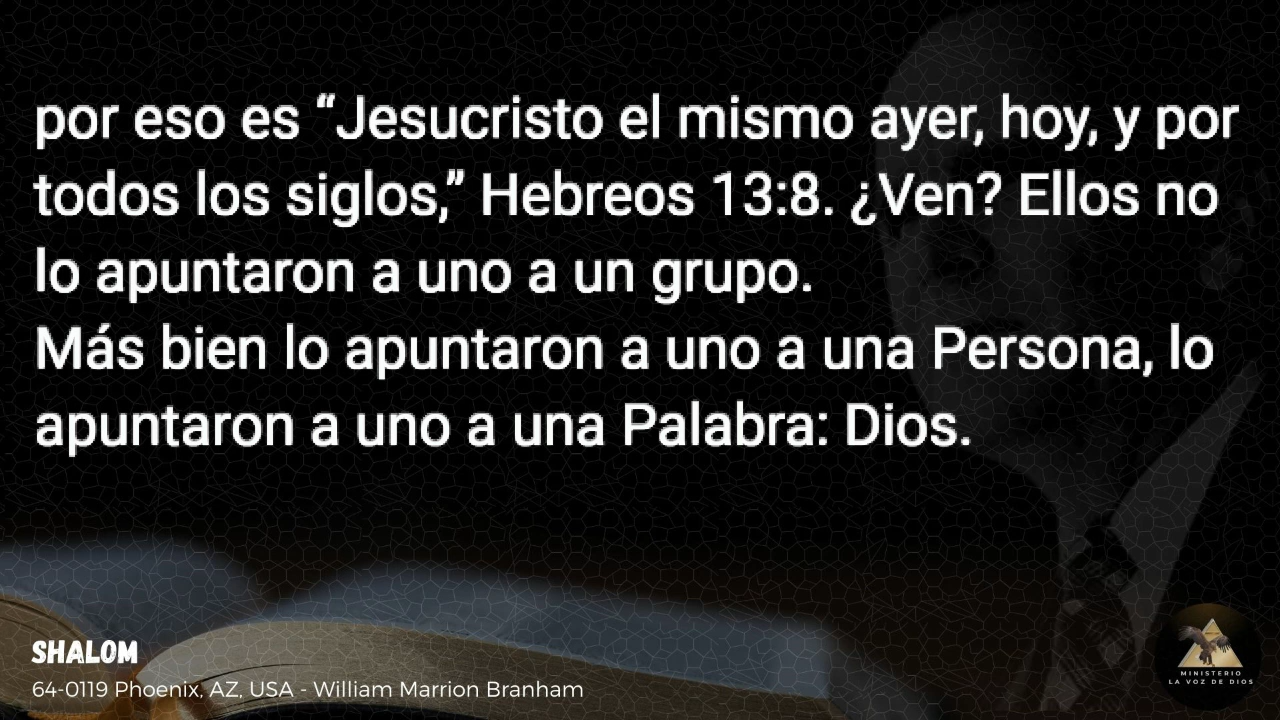 por eso es “Jesucristo el mismo ayer, hoy, y por
todos los siglos,” Hebreos 13:8. ¿Ven? Ellos no
lo apuntaron a uno a un grupo.
Más bien lo apuntaron a uno a una Persona, lo
apuntaron a uno a una Palabra: Dios.
SHALOM
64-0119 Phoenix, AZ, USA - William Marrion Branham
MINISTERIO
LA VOZ DE DIOS